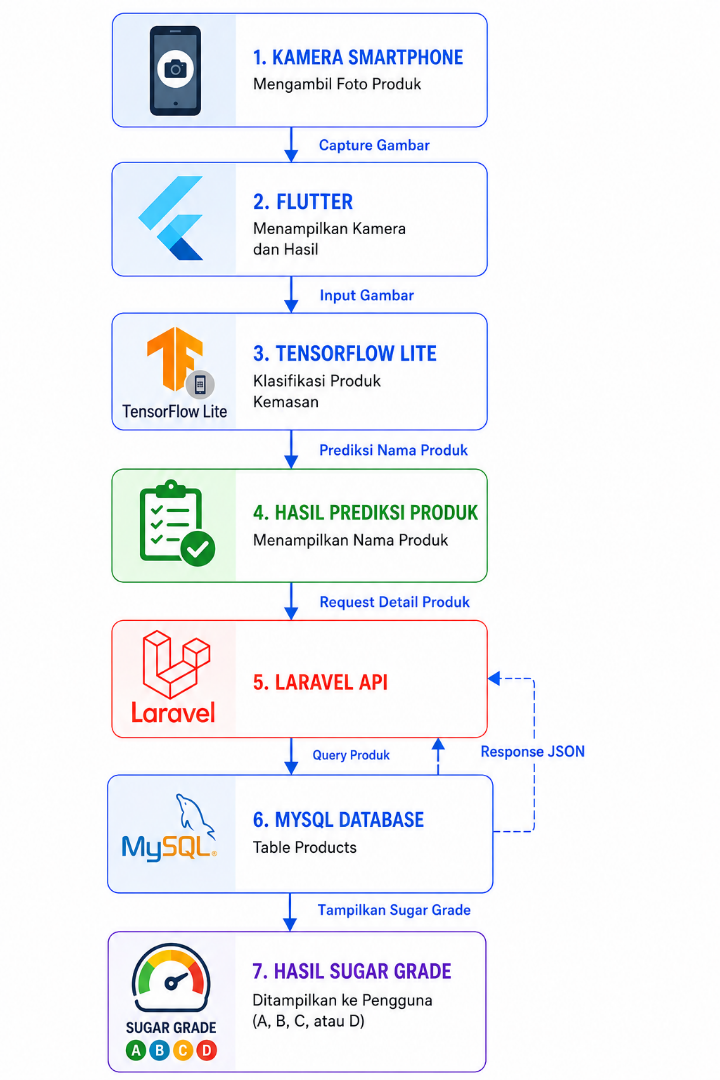 1. KAMERA SMARTPHONE
Mengambil Foto Produk
Capture Gambar
2. FLUTTER
Menampilkan Kamera
dan Hasil
Input Gambar
TensorFlow Lite
3. TENSORFLOW LITE
Klasifikasi Produk
Kemasan
Prediksi Nama Produk
4. HASIL PREDIKSI PRODUK
Menampilkan Nama Produk
Request Detail Produk
Laravel
5. LARAVEL API
Query Produk
Response JSON
MySQL®
6. MYSQL DATABASE
Table Products
Tampilkan Sugar Grade
SUGAR GRADE
A B C D
7. HASIL SUGAR GRADE
Ditampilkan ke Pengguna
(A, B, C, atau D)